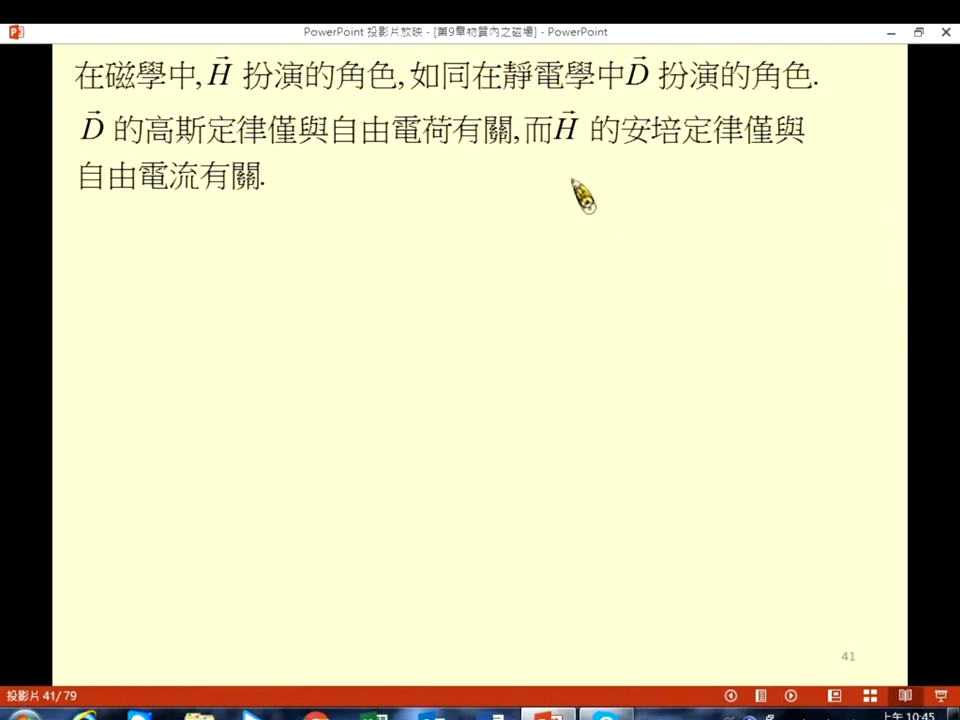 PowerPoint 投影片放映 - [第9章物質內之磁場] - PowerPoint
在磁學中, H⃗ 扮演的角色, 如同在靜電學中 D⃗ 扮演的角色.
D⃗ 的高斯定律僅與自由電荷有關, 而 H⃗ 的安培定律僅與
自由電流有關.
41
投影片 41/79
上午 10:45